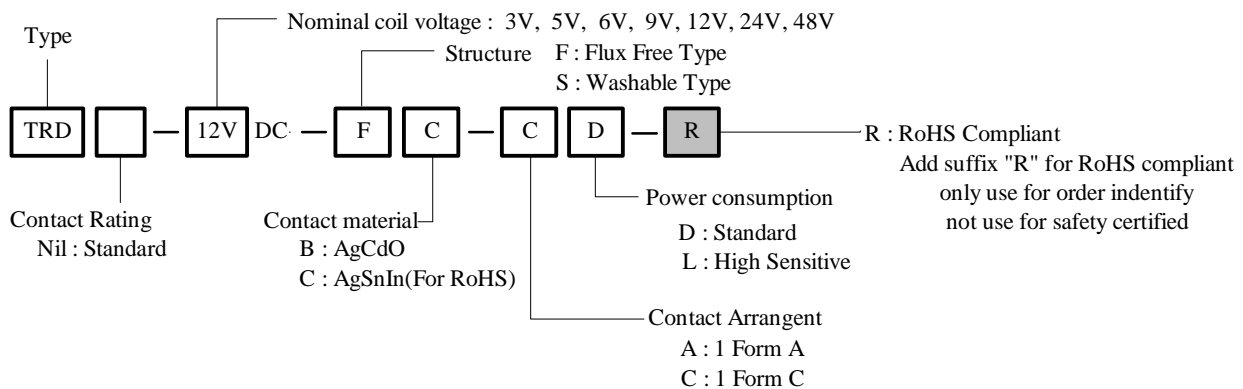 Nominal coil voltage : 3V, 5V, 6V, 9V, 12V, 24V, 48V
Type
Structure F : Flux Free Type
S : Washable Type
TRD 12V DC F C C D R
R : RoHS Compliant
Add suffix "R" for RoHS compliant
only use for order indentify
not use for safety certified
Power consumption
D : Standard
L : High Sensitive
Contact Rating
Nil : Standard
Contact material
B : AgCdO
C : AgSnIn(For RoHS)
Contact Arrangent
A : 1 Form A
C : 1 Form C